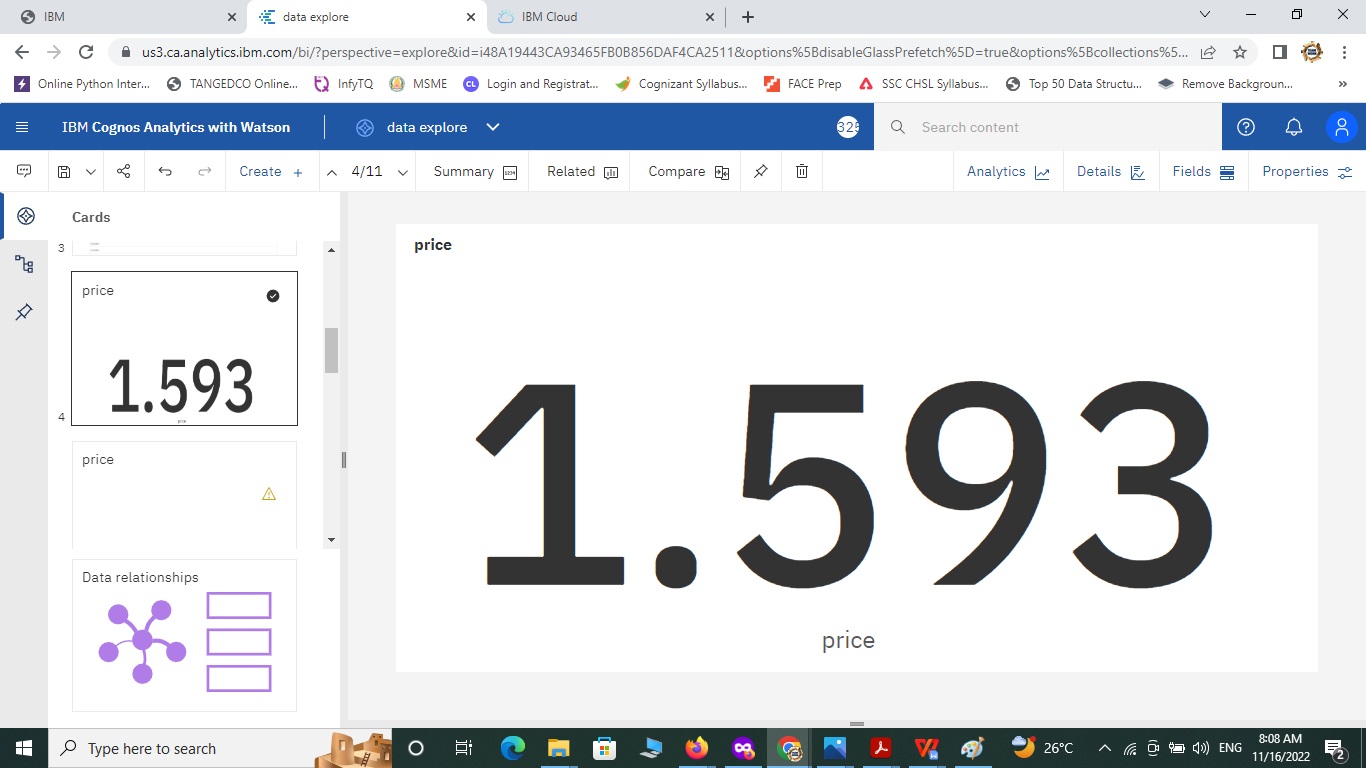 IBM
data explore
IBM Cloud
us3.ca.analytics.ibm.com/bi/?perspective=explore&id=i48A19443CA93465FB0B856DAF4CA2511&options%5BdisableGlassPrefetch%5D=true&options%5Bcollections%5...
Online Python Inter...
TANGEDCO Online...
InfyTQ
MSME
CL Login and Registrat...
Cognizant Syllabus...
FACE Prep
SSC CHSL Syllabus...
Top 50 Data Structu...
Remove Backgroun...
»
IBM Cognos Analytics with Watson
data explore
325
Search content
Create +
4/11
Summary
Related
Compare
Analytics
Details
Fields
Properties
Cards
3
price
1.593
price
4
price
Data relationships
price
1.593
price
Type here to search
26°C
ENG
8:08 AM
11/16/2022
2